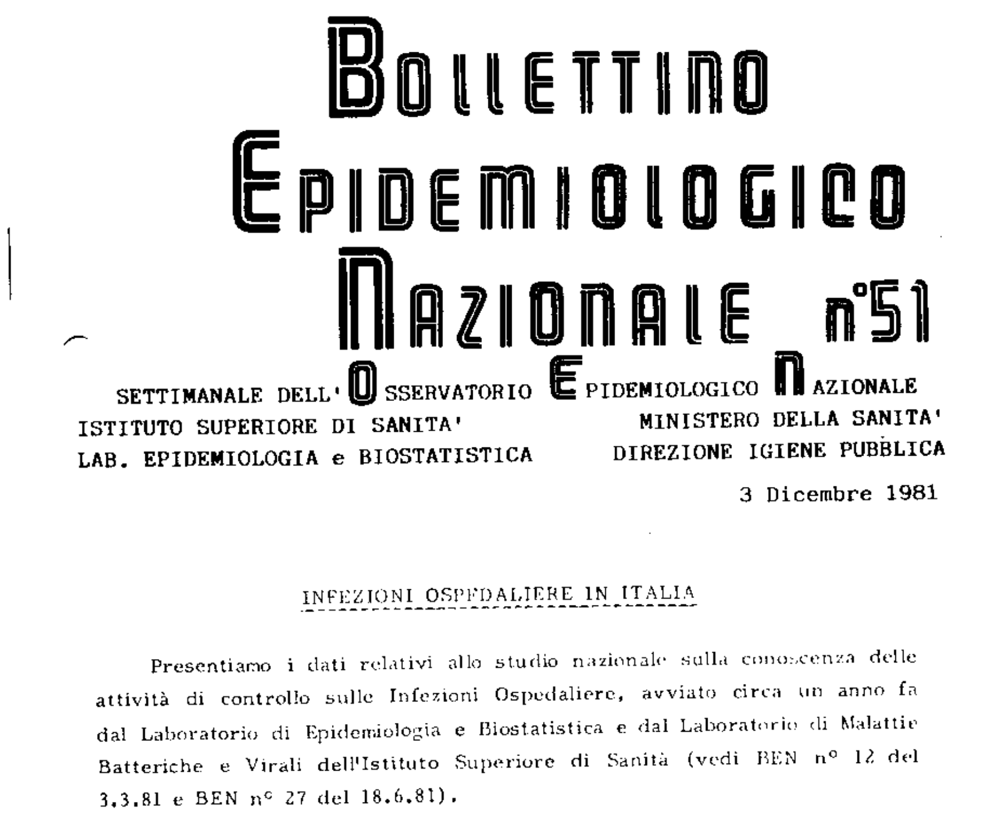 Bollettino
Epidemiologico
Nazionale n°51
SETTIMANALE DELL'OSSERVATORIO EPIDEMIOLOGICO NAZIONALE
ISTITUTO SUPERIORE DI SANITA' MINISTERO DELLA SANITA'
LAB. EPIDEMIOLOGIA e BIOSTATISTICA DIREZIONE IGIENE PUBBLICA
3 Dicembre 1981
INFEZIONI OSPEDALIERE IN ITALIA
Presentiamo i dati relativi allo studio nazionale sulla conoscenza delle
attività di controllo sulle Infezioni Ospedaliere, avviato circa un anno fa
dal Laboratorio di Epidemiologia e Biostatistica e dal Laboratorio di Malattie
Batteriche e Virali dell'Istituto Superiore di Sanità (vedi BEN nº 12 del
3.3.81 e BEN nº 27 del 18.6.81).